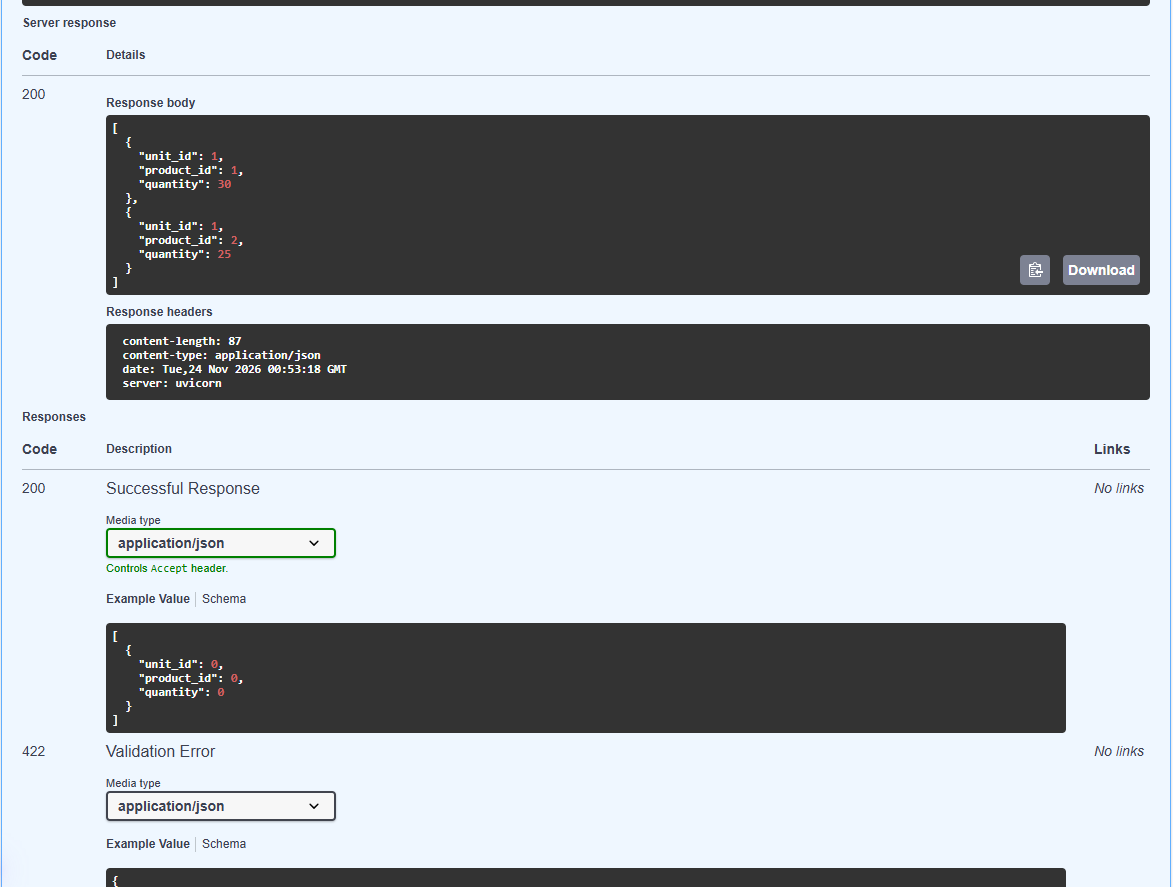 Server response
Code Details
200
Response body
[
  {
    "unit_id": 1,
    "product_id": 1,
    "quantity": 30
  },
  {
    "unit_id": 1,
    "product_id": 2,
    "quantity": 25
  }
]
Download
Response headers
content-length: 87
content-type: application/json
date: Tue,24 Nov 2026 00:53:18 GMT
server: uvicorn
Responses
Code Description Links
200 Successful Response No links
Media type
application/json
Controls Accept header.
Example Value Schema
[
  {
    "unit_id": 0,
    "product_id": 0,
    "quantity": 0
  }
]
422 Validation Error No links
Media type
application/json
Example Value Schema
{